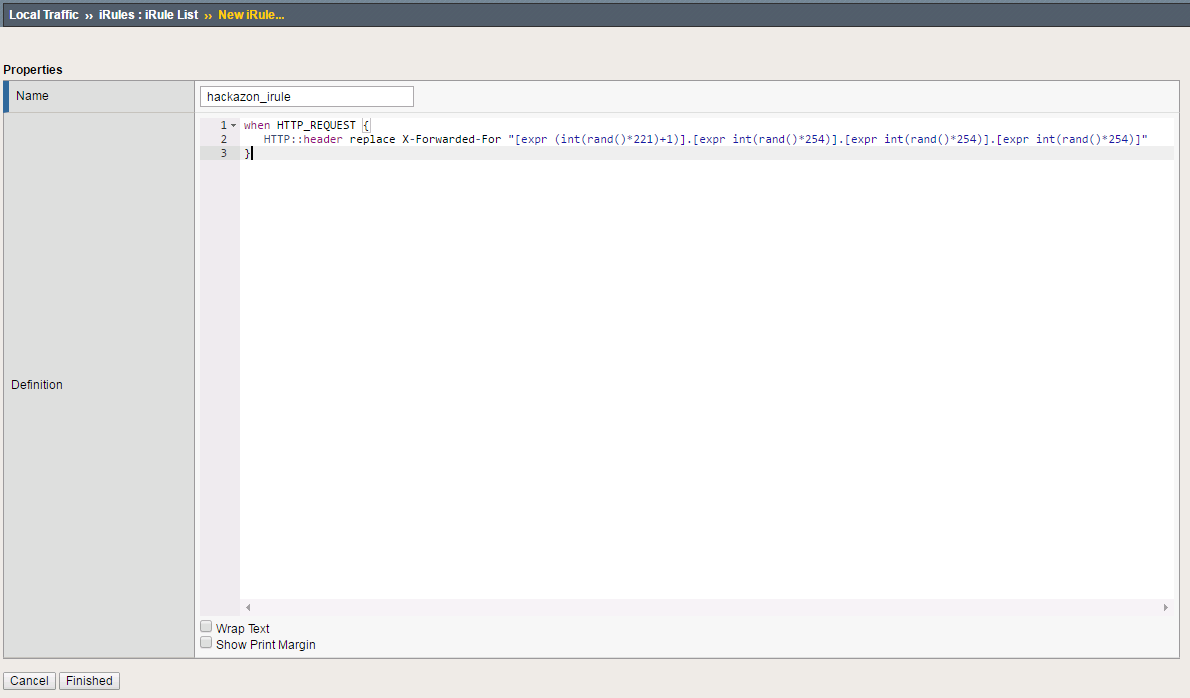 Local Traffic ›› iRules : iRule List ›› New iRule...
Properties
Name
hackazon_irule
Definition
1 when HTTP_REQUEST {
2 HTTP::header replace X-Forwarded-For "[expr (int(rand()*221)+1)].[expr int(rand()*254)].[expr int(rand()*254)].[expr int(rand()*254)]"
3 }
Wrap Text
Show Print Margin
Cancel Finished